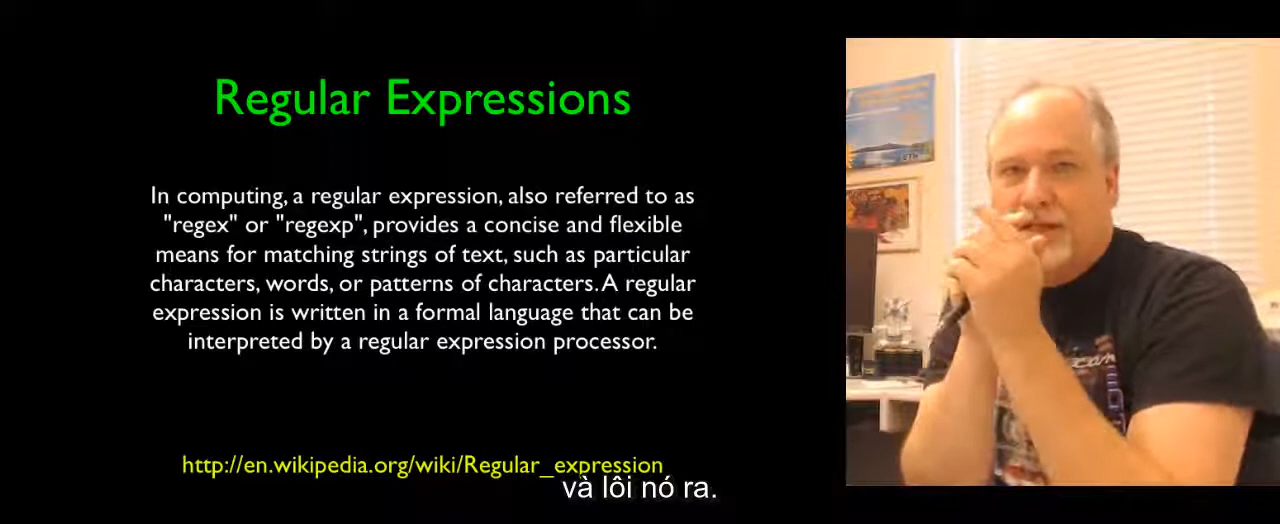 Regular Expressions
In computing, a regular expression, also referred to as
"regex" or "regexp", provides a concise and flexible
means for matching strings of text, such as particular
characters, words, or patterns of characters. A regular
expression is written in a formal language that can be
interpreted by a regular expression processor.
http://en.wikipedia.org/wiki/Regular_expression
và lôi nó ra.